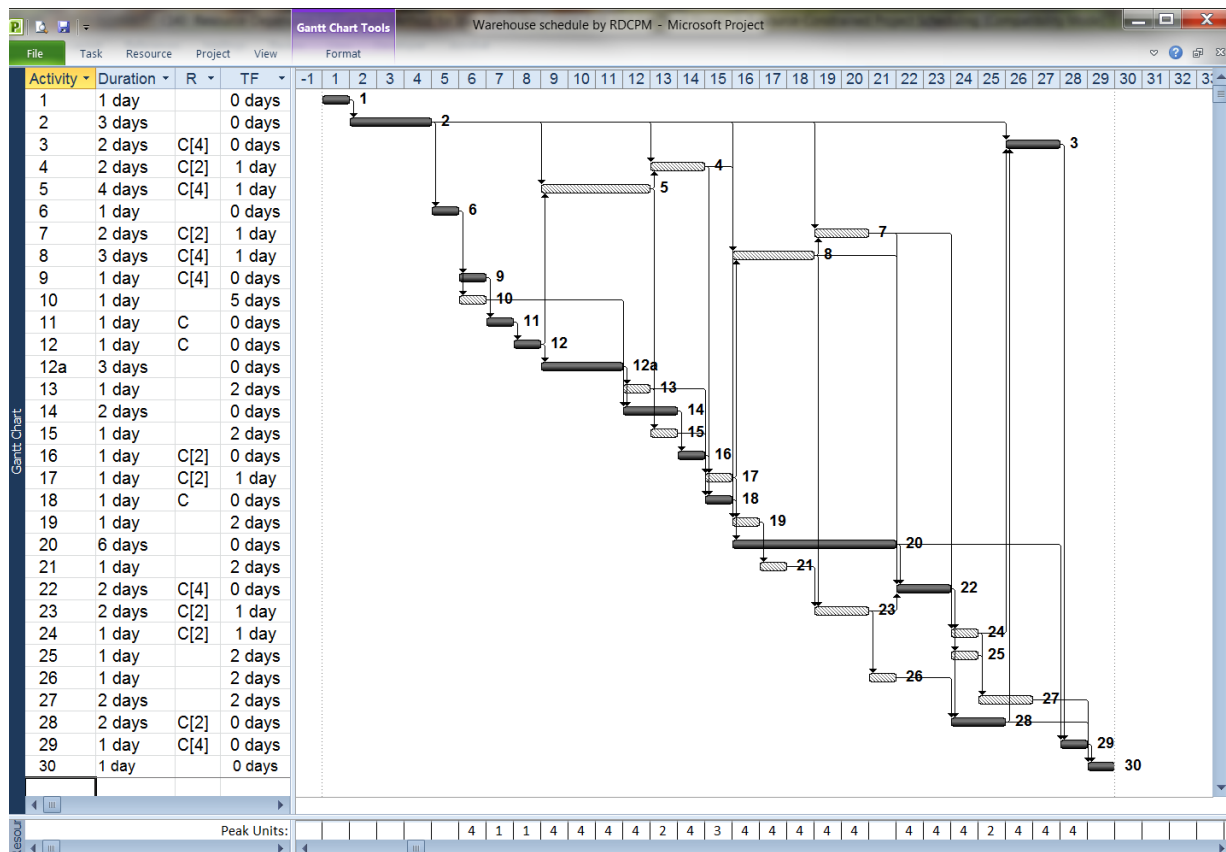 Gantt Chart Tools
Warehouse schedule by RDCPM - Microsoft Project
File Task Resource Project View Format
Activity Duration R TF -1 1 2 3 4 5 6 7 8 9 10 11 12 13 14 15 16 17 18 19 20 21 22 23 24 25 26 27 28 29 30 31 32 33
1 1 day 0 days 1
2 3 days 0 days 2
3 2 days C[4] 0 days 3
4 2 days C[2] 1 day 4
5 4 days C[4] 1 day 5
6 1 day 0 days 6
7 2 days C[2] 1 day 7
8 3 days C[4] 1 day 8
9 1 day C[4] 0 days 9
10 1 day 5 days 10
11 1 day C 0 days 11
12 1 day C 0 days 12
12a 3 days 0 days 12a
13 1 day 2 days 13
14 2 days 0 days 14
15 1 day 2 days 15
16 1 day C[2] 0 days 16
17 1 day C[2] 1 day 17
18 1 day C 0 days 18
19 1 day 2 days 19
20 6 days 0 days 20
21 1 day 2 days 21
22 2 days C[4] 0 days 22
23 2 days C[2] 1 day 23
24 1 day C[2] 1 day 24
25 1 day 2 days 25
26 1 day 2 days 26
27 2 days 2 days 27
28 2 days C[2] 0 days 28
29 1 day C[4] 0 days 29
30 1 day 0 days 30
Gantt Chart
Peak Units: 4 1 1 4 4 4 4 2 4 3 4 4 4 4 4 4 4 4 2 4 4 4